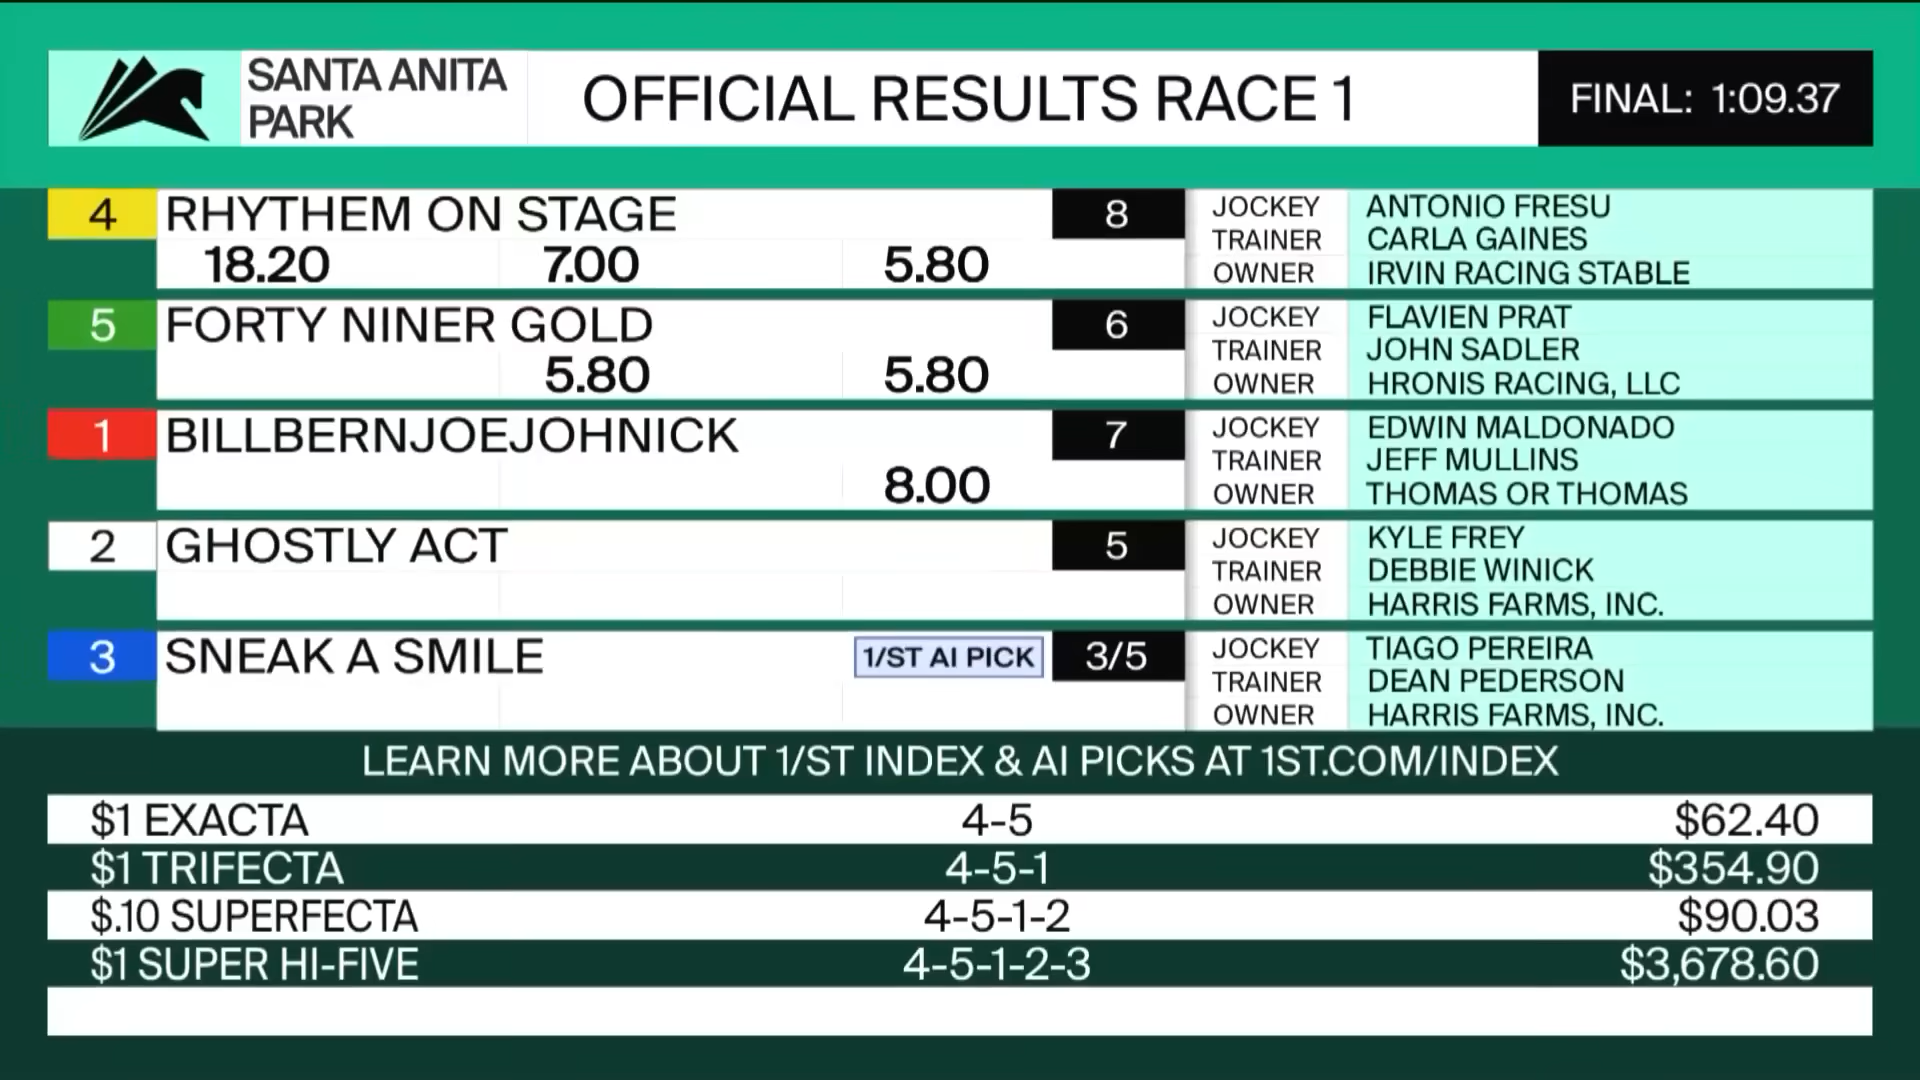 SANTA ANITA
PARK
OFFICIAL RESULTS RACE 1
FINAL: 1:09.37
4 RHYTHEM ON STAGE 8
18.20 7.00 5.80
JOCKEY ANTONIO FRESU
TRAINER CARLA GAINES
OWNER IRVIN RACING STABLE
5 FORTY NINER GOLD 6
5.80 5.80
JOCKEY FLAVIEN PRAT
TRAINER JOHN SADLER
OWNER HRONIS RACING, LLC
1 BILLBERNJOEJOHNICK 7
8.00
JOCKEY EDWIN MALDONADO
TRAINER JEFF MULLINS
OWNER THOMAS OR THOMAS
2 GHOSTLY ACT 5
JOCKEY KYLE FREY
TRAINER DEBBIE WINICK
OWNER HARRIS FARMS, INC.
3 SNEAK A SMILE 1/ST AI PICK 3/5
JOCKEY TIAGO PEREIRA
TRAINER DEAN PEDERSON
OWNER HARRIS FARMS, INC.
LEARN MORE ABOUT 1/ST INDEX & AI PICKS AT 1ST.COM/INDEX
$1 EXACTA 4-5 $62.40
$1 TRIFECTA 4-5-1 $354.90
$.10 SUPERFECTA 4-5-1-2 $90.03
$1 SUPER HI-FIVE 4-5-1-2-3 $3,678.60